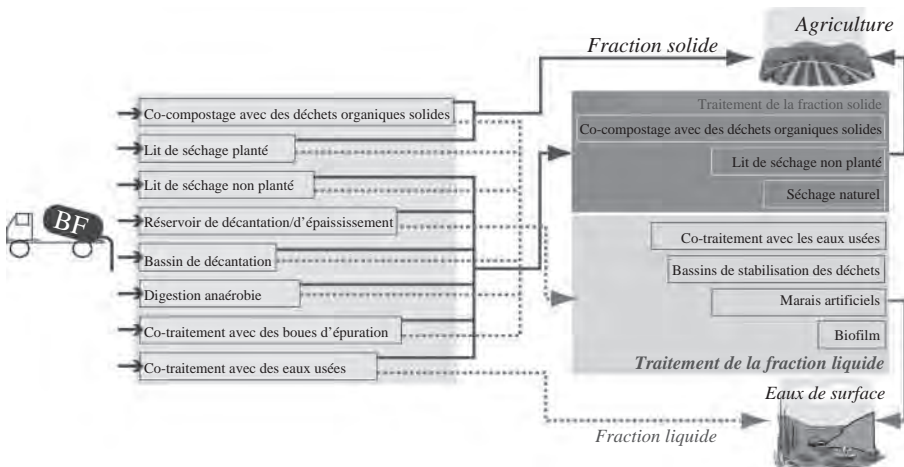 Agriculture
Fraction solide
Traitement de la fraction solide
Co-compostage avec des déchets organiques solides
Co-compostage avec des déchets organiques solides
Lit de séchage planté
Lit de séchage non planté
Lit de séchage non planté
Séchage naturel
BF
Réservoir de décantation/d’épaississement
Co-traitement avec les eaux usées
Bassin de décantation
Bassins de stabilisation des déchets
Digestion anaérobie
Marais artificiels
Co-traitement avec des boues d’épuration
Biofilm
Co-traitement avec des eaux usées
Traitement de la fraction liquide
Eaux de surface
Fraction liquide